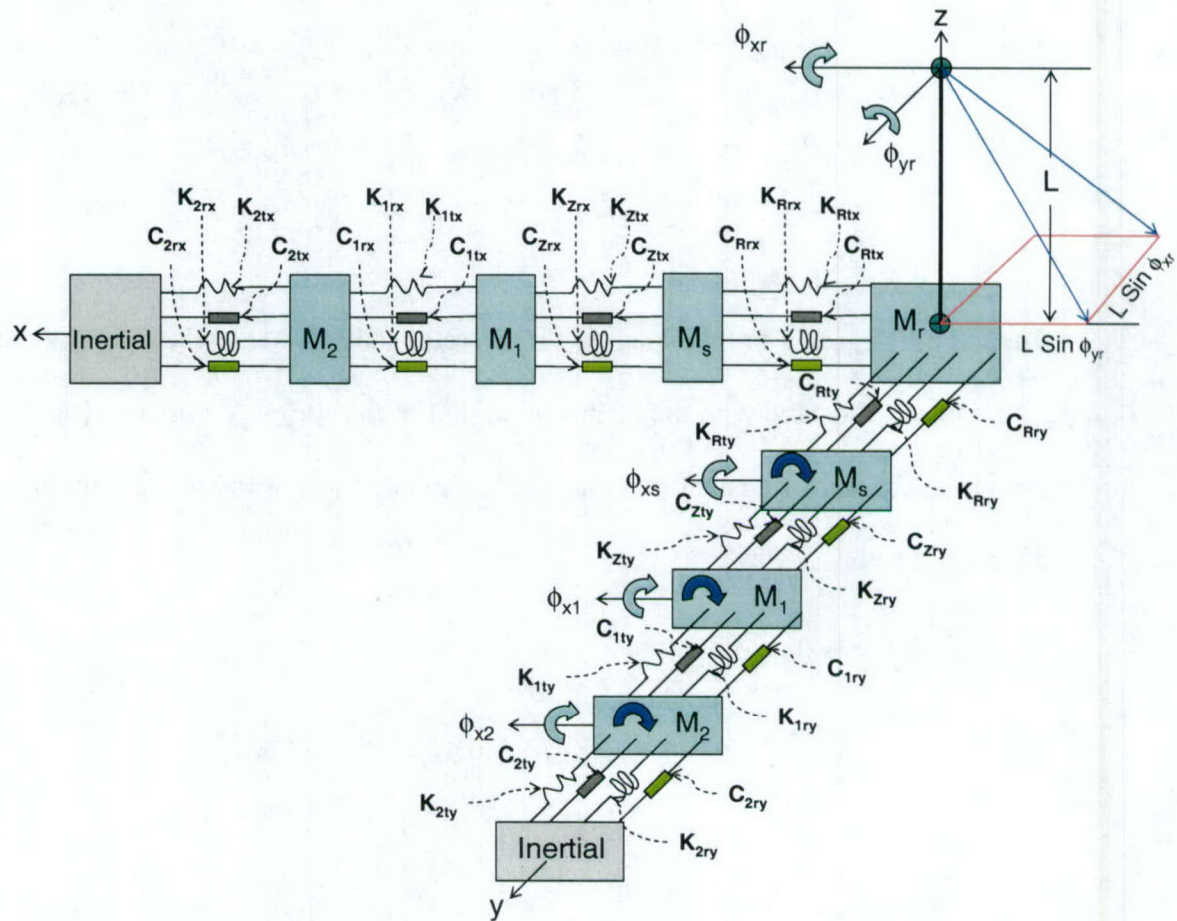 z
ϕxr
ϕyr
L
L Sin ϕxr
L Sin ϕyr
K2rx
K2tx
K1rx
K1tx
KZrx
KZtx
KRrx
KRtx
C2rx
C2tx
C1rx
C1tx
CZrx
CZtx
CRrx
CRtx
x
Inertial
M2
M1
Ms
Mr
CRty
CRry
KRty
KRry
ϕxs
Ms
CZty
CZry
KZty
KZry
ϕx1
M1
C1ty
C1ry
K1ty
K1ry
ϕx2
M2
C2ty
C2ry
K2ty
K2ry
Inertial
y